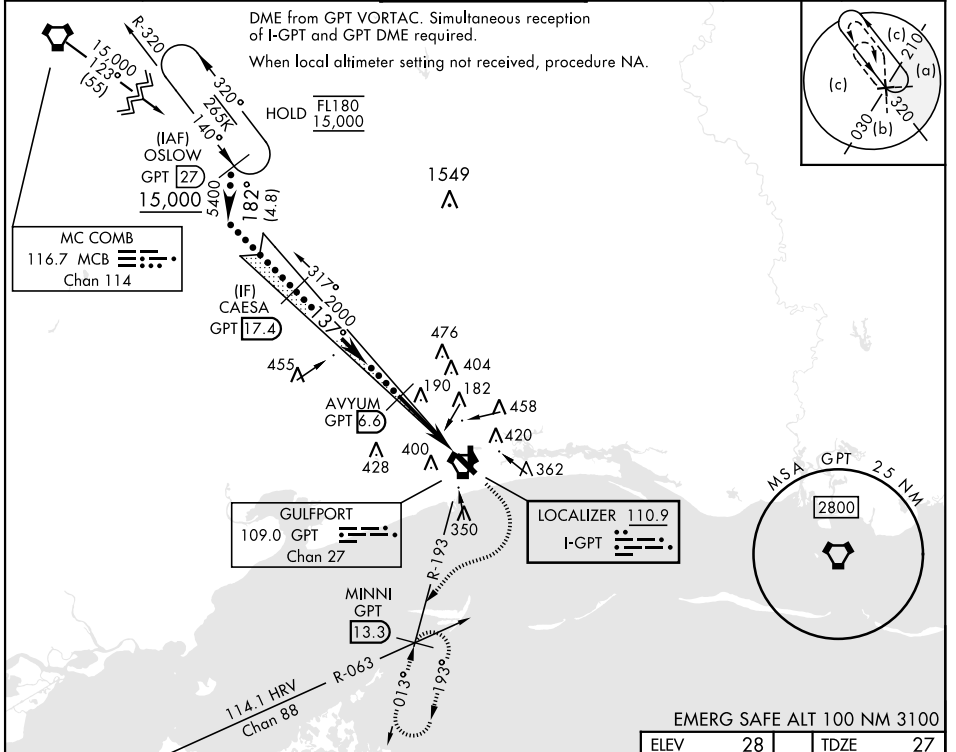 DME from GPT VORTAC. Simultaneous reception
of I-GPT and GPT DME required.
When local altimeter setting not received, procedure NA.
R-320
15,000
123°
(55)
320°
265K
140°
HOLD
FL180
15,000
(IAF)
OSLOW
GPT 27
15,000
5400
182°
(4.8)
(c)
210
(a)
(c)
320
(b)
030
1549
MC COMB
116.7 MCB
Chan 114
317°
2000
137°
(IF)
CAESA
GPT 17.4
476
404
455
190
182
458
AVYUM
GPT 6.6
420
428
400
362
MSA GPT 25 NM
2800
GULFPORT
109.0 GPT
Chan 27
350
LOCALIZER 110.9
I-GPT
R-193
MINNI
GPT
13.3
R-063
013°
193°
114.1 HRV
Chan 88
EMERG SAFE ALT 100 NM 3100
ELEV 28
TDZE 27